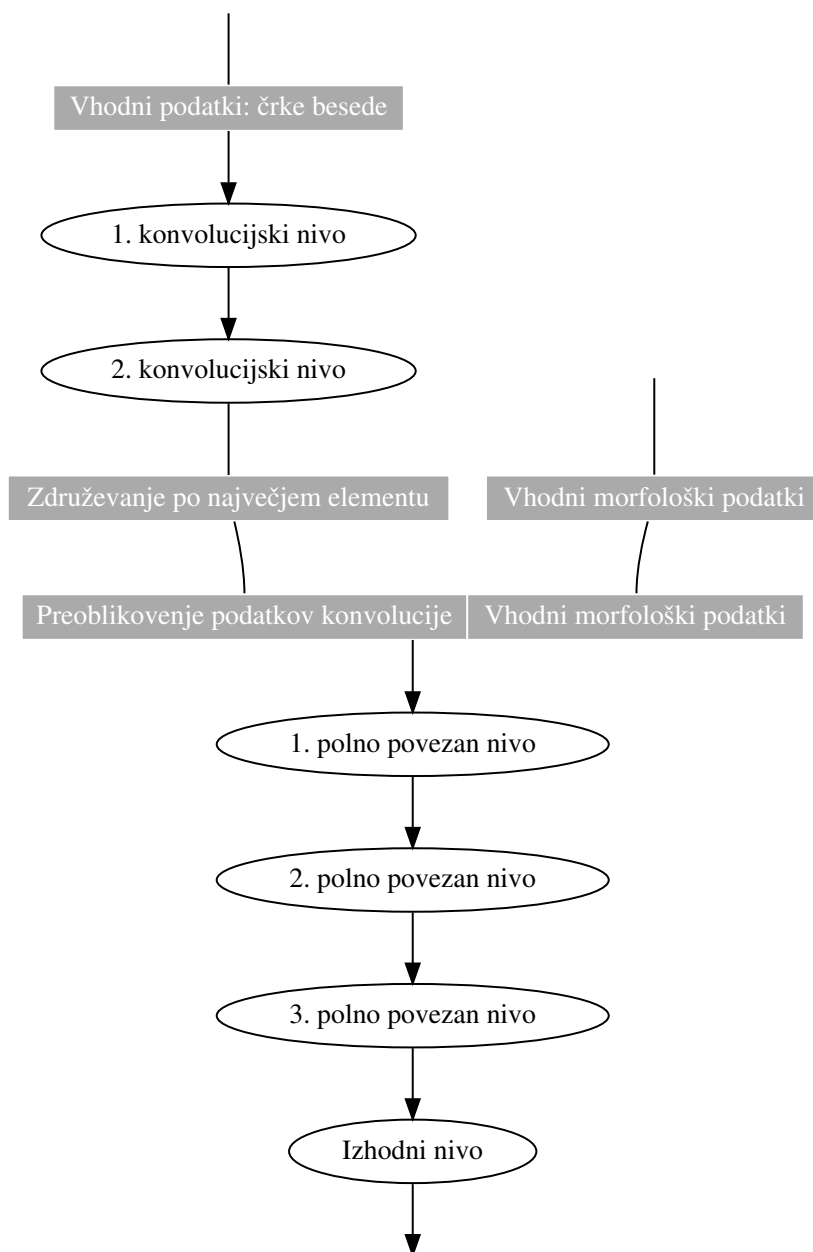 Vhodni podatki: črke besede
1. konvolucijski nivo
2. konvolucijski nivo
Združevanje po največjem elementu
Vhodni morfološki podatki
Preoblikovenje podatkov konvolucije
Vhodni morfološki podatki
1. polno povezan nivo
2. polno povezan nivo
3. polno povezan nivo
Izhodni nivo